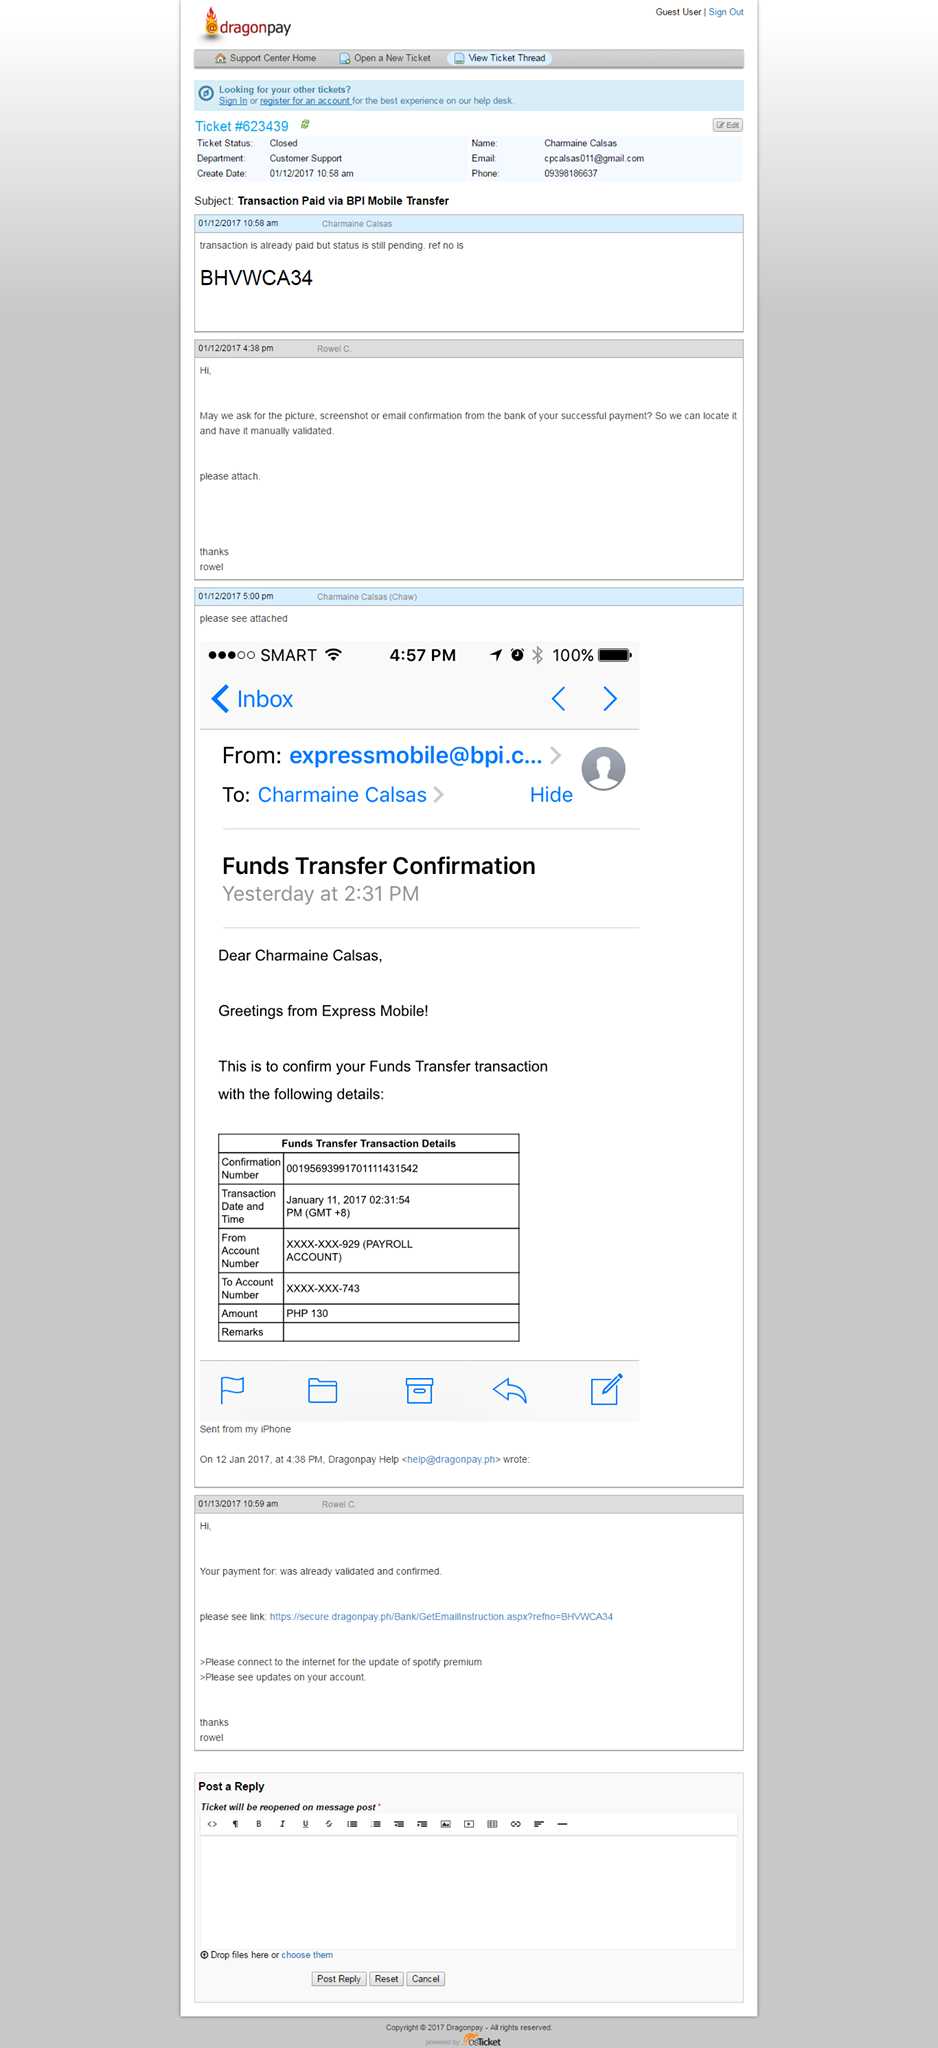 dragonpay
Guest User | Sign Out
Support Center Home
Open a New Ticket
View Ticket Thread
Looking for your other tickets?
Sign In or register for an account for the best experience on our help desk.
Ticket #623439
Edit
Ticket Status: Closed
Name: Charmaine Calsas
Department: Customer Support
Email: cpcalsas011@gmail.com
Create Date: 01/12/2017 10:58 am
Phone: 09398186637
Subject: Transaction Paid via BPI Mobile Transfer
01/12/2017 10:58 am Charmaine Calsas
transaction is already paid but status is still pending. ref no is
BHVWCA34
01/12/2017 4:38 pm Rowel C.
Hi,
May we ask for the picture, screenshot or email confirmation from the bank of your successful payment? So we can locate it
and have it manually validated.
please attach.
thanks
rowel
01/12/2017 5:00 pm Charmaine Calsas (Chaw)
please see attached
SMART 4:57 PM 100%
Inbox
From: expressmobile@bpi.c...
To: Charmaine Calsas Hide
Funds Transfer Confirmation
Yesterday at 2:31 PM
Dear Charmaine Calsas,
Greetings from Express Mobile!
This is to confirm your Funds Transfer transaction
with the following details:
Funds Transfer Transaction Details
Confirmation
Number
00195693991701111431542
Transaction
Date and
Time
January 11, 2017 02:31:54
PM (GMT +8)
From
Account
Number
XXXX-XXX-929 (PAYROLL
ACCOUNT)
To Account
Number
XXXX-XXX-743
Amount PHP 130
Remarks
Sent from my iPhone
On 12 Jan 2017, at 4:38 PM, Dragonpay Help <help@dragonpay.ph> wrote:
01/13/2017 10:59 am Rowel C.
Hi,
Your payment for: was already validated and confirmed.
please see link: https://secure.dragonpay.ph/Bank/GetEmailInstruction.aspx?refno=BHVWCA34
>Please connect to the internet for the update of spotify premium
>Please see updates on your account.
thanks
rowel
Post a Reply
Ticket will be reopened on message post *
Drop files here or choose them
Post Reply Reset Cancel
Copyright © 2017 Dragonpay - All rights reserved.
powered by osTicket